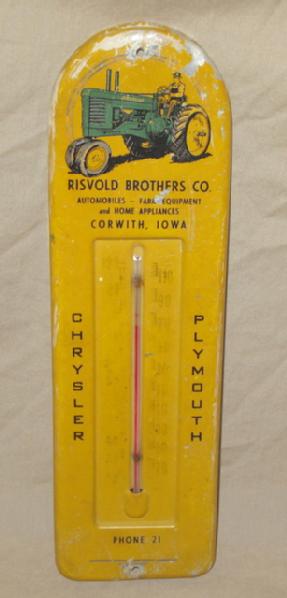 RISVOLD BROTHERS CO.
AUTOMOBILES - FARM EQUIPMENT
and HOME APPLIANCES
CORWITH, IOWA
CHRYSLER
PLYMOUTH
PHONE 21